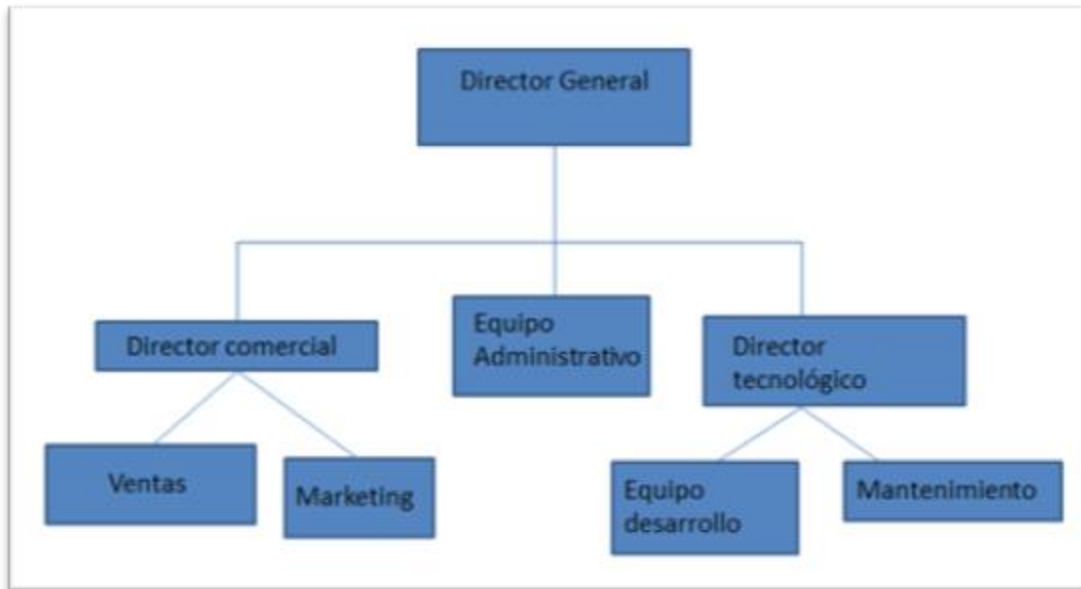 Director General
Director comercial
Equipo
Administrativo
Director
tecnológico
Ventas
Marketing
Equipo
desarrollo
Mantenimiento